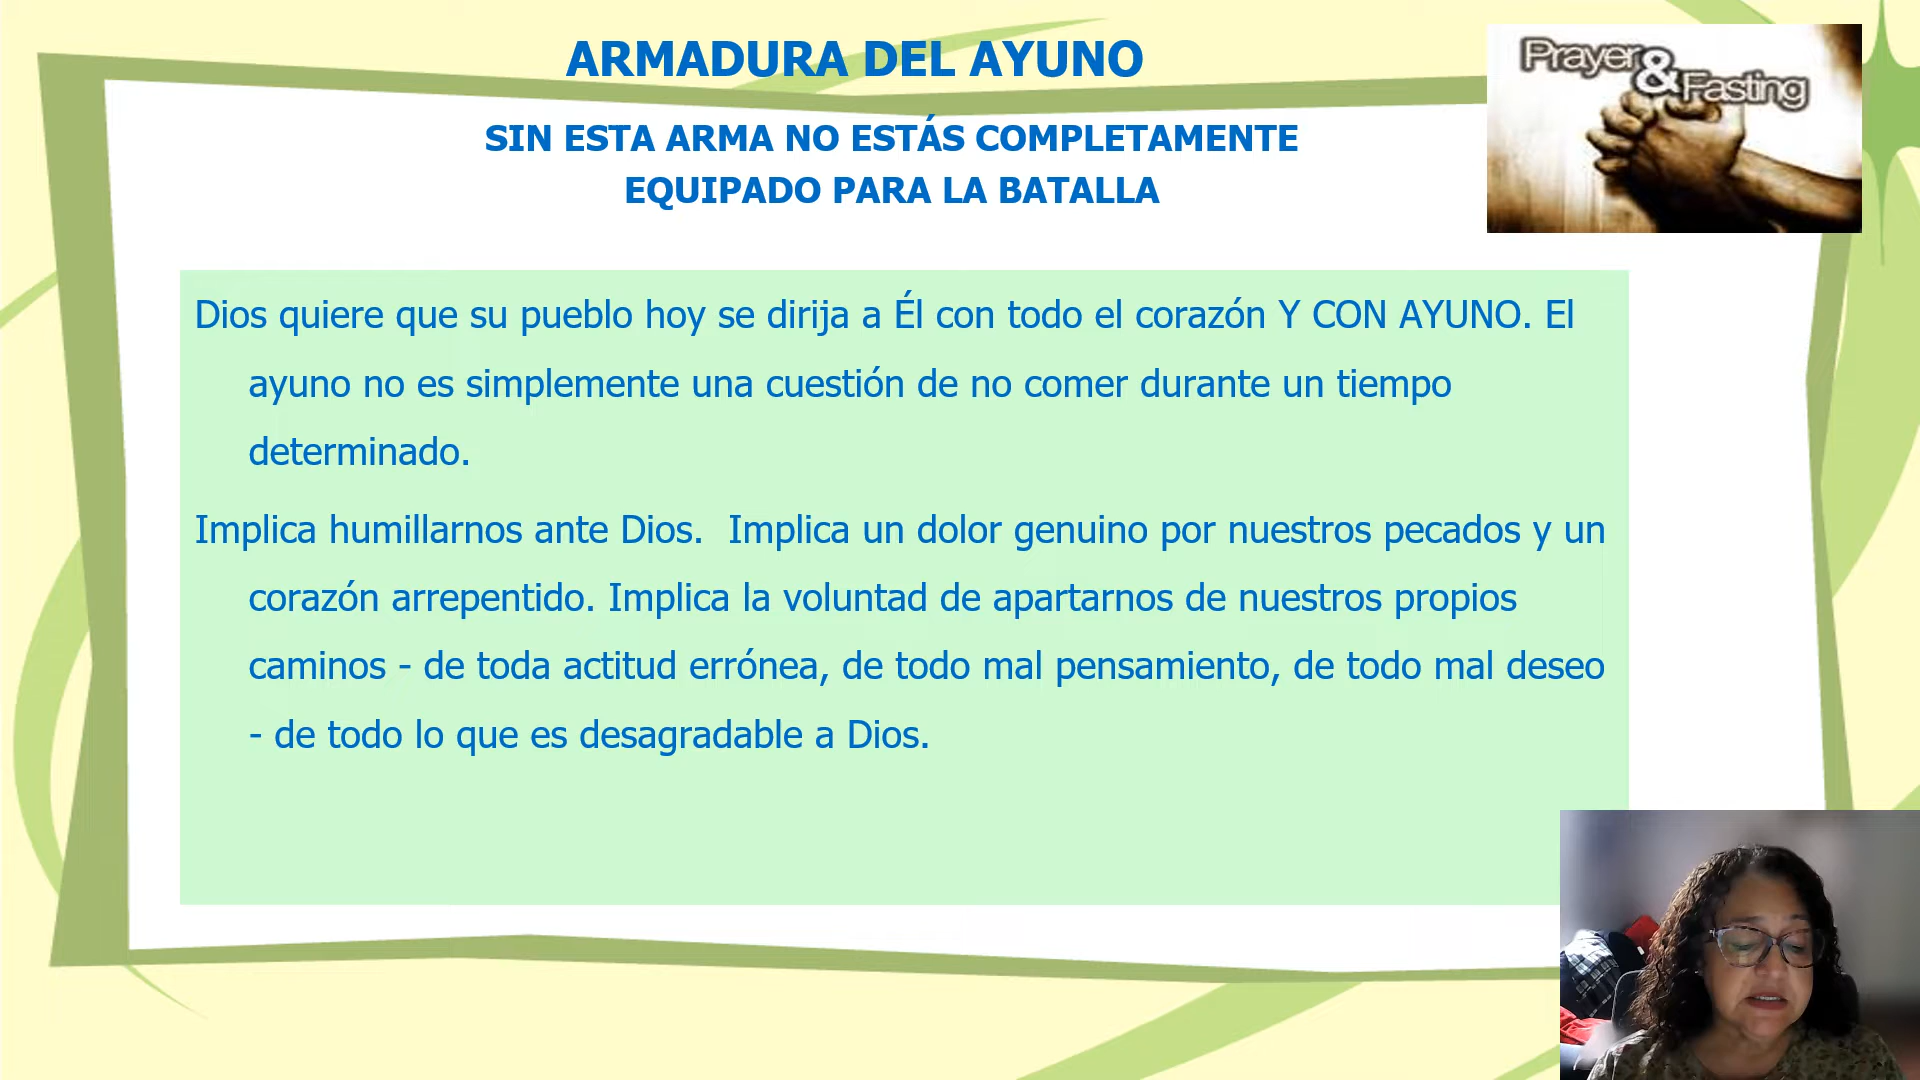 ARMADURA DEL AYUNO
Prayer & Fasting
SIN ESTA ARMA NO ESTÁS COMPLETAMENTE
EQUIPADO PARA LA BATALLA
Dios quiere que su pueblo hoy se dirija a Él con todo el corazón Y CON AYUNO. El
ayuno no es simplemente una cuestión de no comer durante un tiempo
determinado.
Implica humillarnos ante Dios.  Implica un dolor genuino por nuestros pecados y un
corazón arrepentido. Implica la voluntad de apartarnos de nuestros propios
caminos - de toda actitud errónea, de todo mal pensamiento, de todo mal deseo
- de todo lo que es desagradable a Dios.